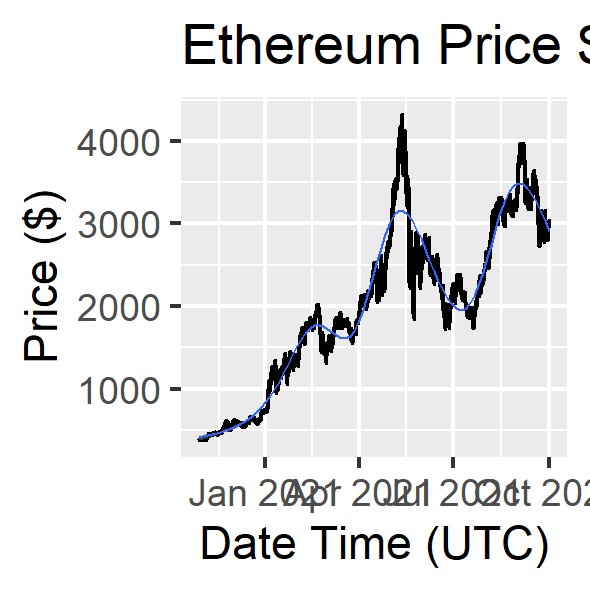 Ethereum Price
Price ($)
4000
3000
2000
1000
Jan 2021 Apr 2021 Jul 2021 Oct 202
Date Time (UTC)